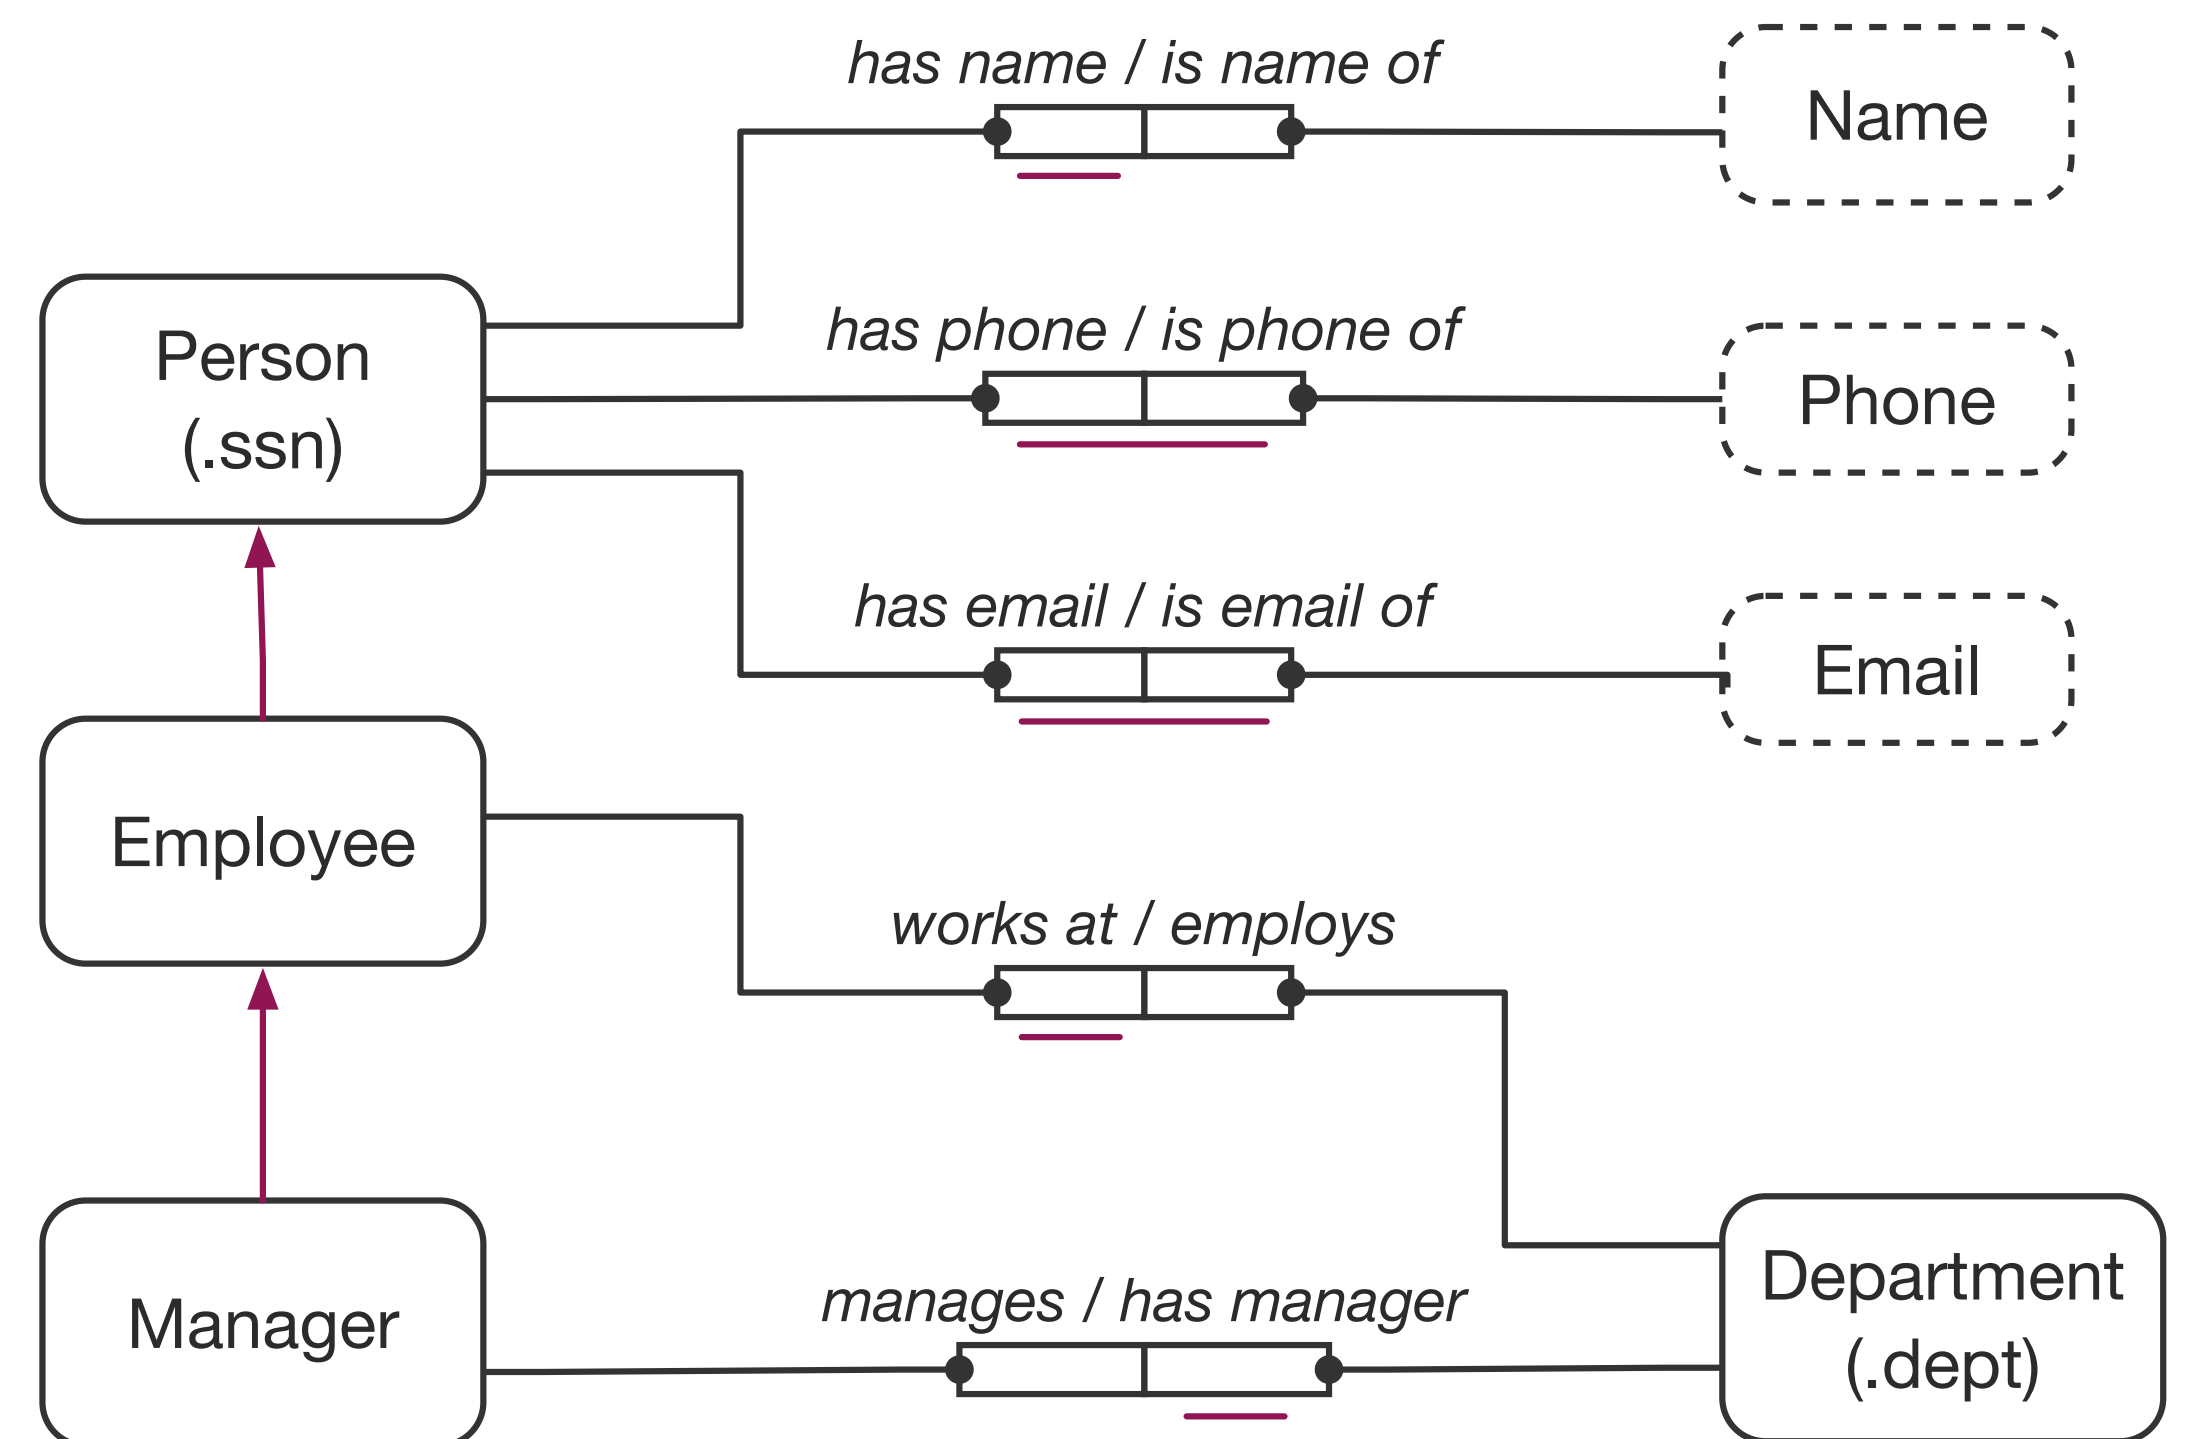 has name / is name of
Name
Person
(.ssn)
has phone / is phone of
Phone
has email / is email of
Email
Employee
works at / employs
Manager
manages / has manager
Department
(.dept)